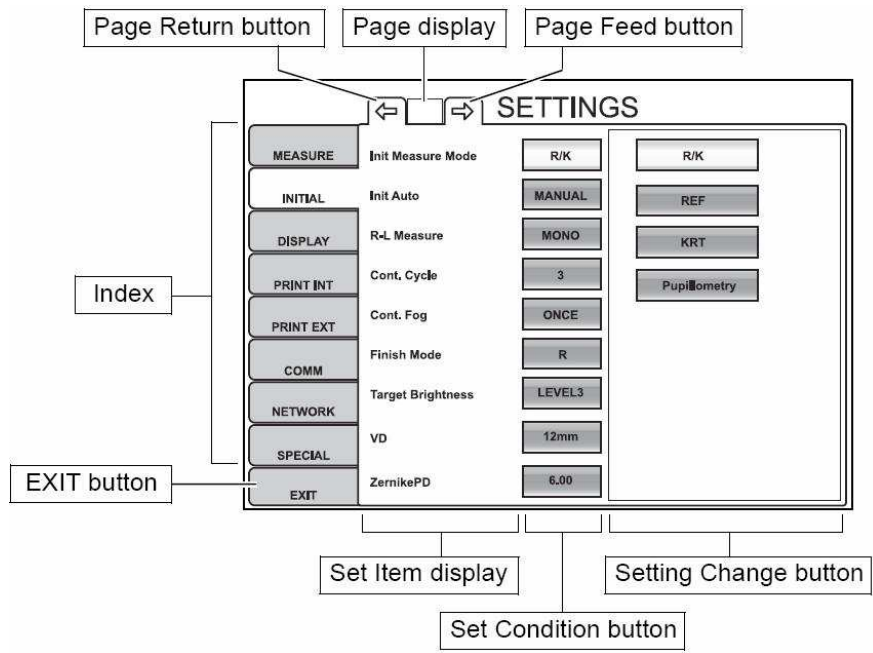 Page Return button
Page display
Page Feed button
SETTINGS
Index
EXIT button
MEASURE
INITIAL
DISPLAY
PRINT INT
PRINT EXT
COMM
NETWORK
SPECIAL
EXIT
Init Measure Mode R/K
Init Auto MANUAL
R-L Measure MONO
Cont. Cycle 3
Cont. Fog ONCE
Finish Mode R
Target Brightness LEVEL3
VD 12mm
ZernikePD 6.00
R/K
REF
KRT
Pupillometry
Set Item display
Setting Change button
Set Condition button